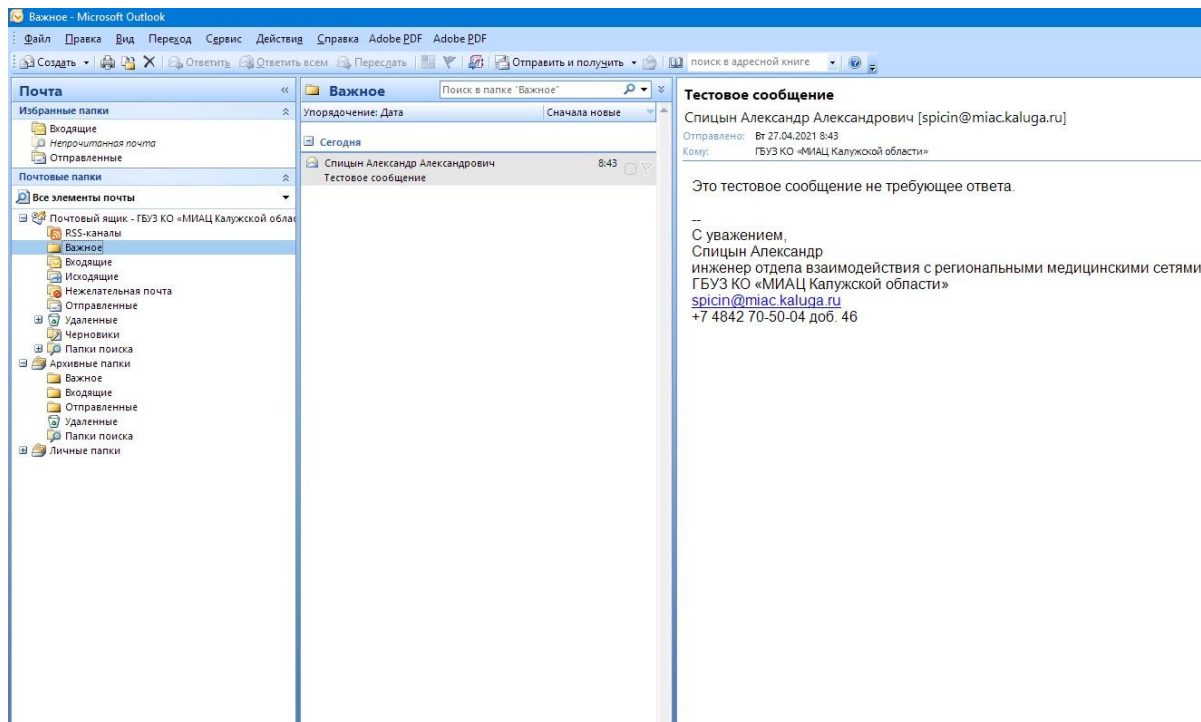 Важное - Microsoft Outlook
Файл Правка Вид Переход Сервис Действия Справка Adobe PDF Adobe PDF
Создать Ответить Ответить всем Переслать Отправить и получить поиск в адресной книге
Почта
Избранные папки
Входящие
Непрочитанная почта
Отправленные
Почтовые папки
Все элементы почты
Почтовый ящик - ГБУЗ КО «МИАЦ Калужской облас
RSS-каналы
Важное
Входящие
Исходящие
Нежелательная почта
Отправленные
Удаленные
Черновики
Папки поиска
Архивные папки
Важное
Входящие
Отправленные
Удаленные
Папки поиска
Личные папки
Важное Поиск в папке "Важное"
Упорядочение: Дата Сначала новые
Сегодня
Спицын Александр Александрович 8:43
Тестовое сообщение
Тестовое сообщение
Спицын Александр Александрович [spicin@miac.kaluga.ru]
Отправлено: Вт 27.04.2021 8:43
Кому: ГБУЗ КО «МИАЦ Калужской области»
Это тестовое сообщение не требующее ответа.
--
С уважением,
Спицын Александр
инженер отдела взаимодействия с региональными медицинскими сетями
ГБУЗ КО «МИАЦ Калужской области»
spicin@miac.kaluga.ru
+7 4842 70-50-04 доб. 46